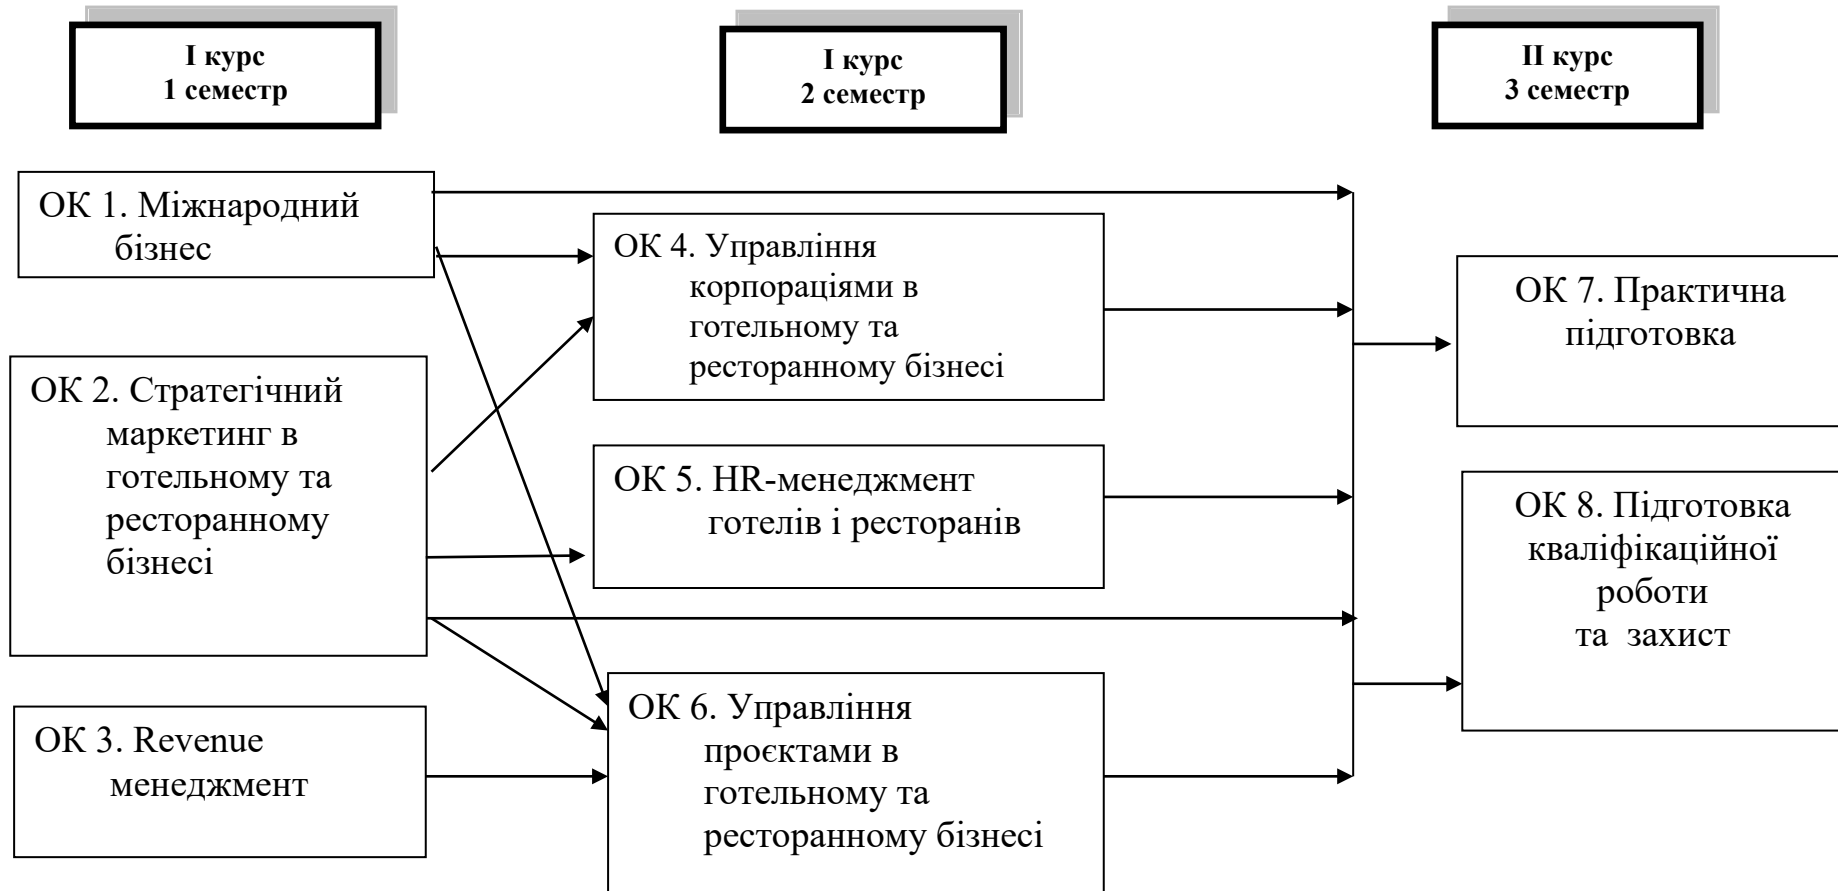 І курс
1 семестр
І курс
2 семестр
ІІ курс
3 семестр
ОК 1. Міжнародний
бізнес
ОК 2. Стратегічний
маркетинг в
готельному та
ресторанному
бізнесі
ОК 3. Revenue
менеджмент
ОК 4. Управління
корпораціями в
готельному та
ресторанному бізнесі
ОК 5. HR-менеджмент
готелів і ресторанів
ОК 6. Управління
проєктами в
готельному та
ресторанному бізнесі
ОК 7. Практична
підготовка
ОК 8. Підготовка
кваліфікаційної
роботи
та захист